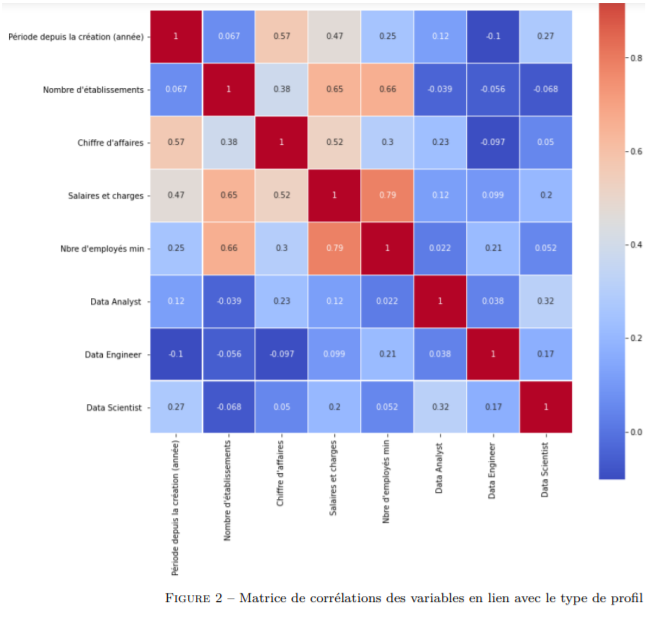 Période depuis la création (année) 1 0.067 0.57 0.47 0.25 0.12 -0.1 0.27
Nombre d'établissements 0.067 1 0.38 0.65 0.66 -0.039 -0.056 -0.068
Chiffre d'affaires 0.57 0.38 1 0.52 0.3 0.23 -0.097 0.05
Salaires et charges 0.47 0.65 0.52 1 0.79 0.12 0.099 0.2
Nbre d'employés min 0.25 0.66 0.3 0.79 1 0.022 0.21 0.052
Data Analyst 0.12 -0.039 0.23 0.12 0.022 1 0.038 0.32
Data Engineer -0.1 -0.056 -0.097 0.099 0.21 0.038 1 0.17
Data Scientist 0.27 -0.068 0.05 0.2 0.052 0.32 0.17 1
Période depuis la création (année)
Nombre d'établissements
Chiffre d'affaires
Salaires et charges
Nbre d'employés min
Data Analyst
Data Engineer
Data Scientist
0.8
0.6
0.4
0.2
0.0
FIGURE 2 – Matrice de corrélations des variables en lien avec le type de profil